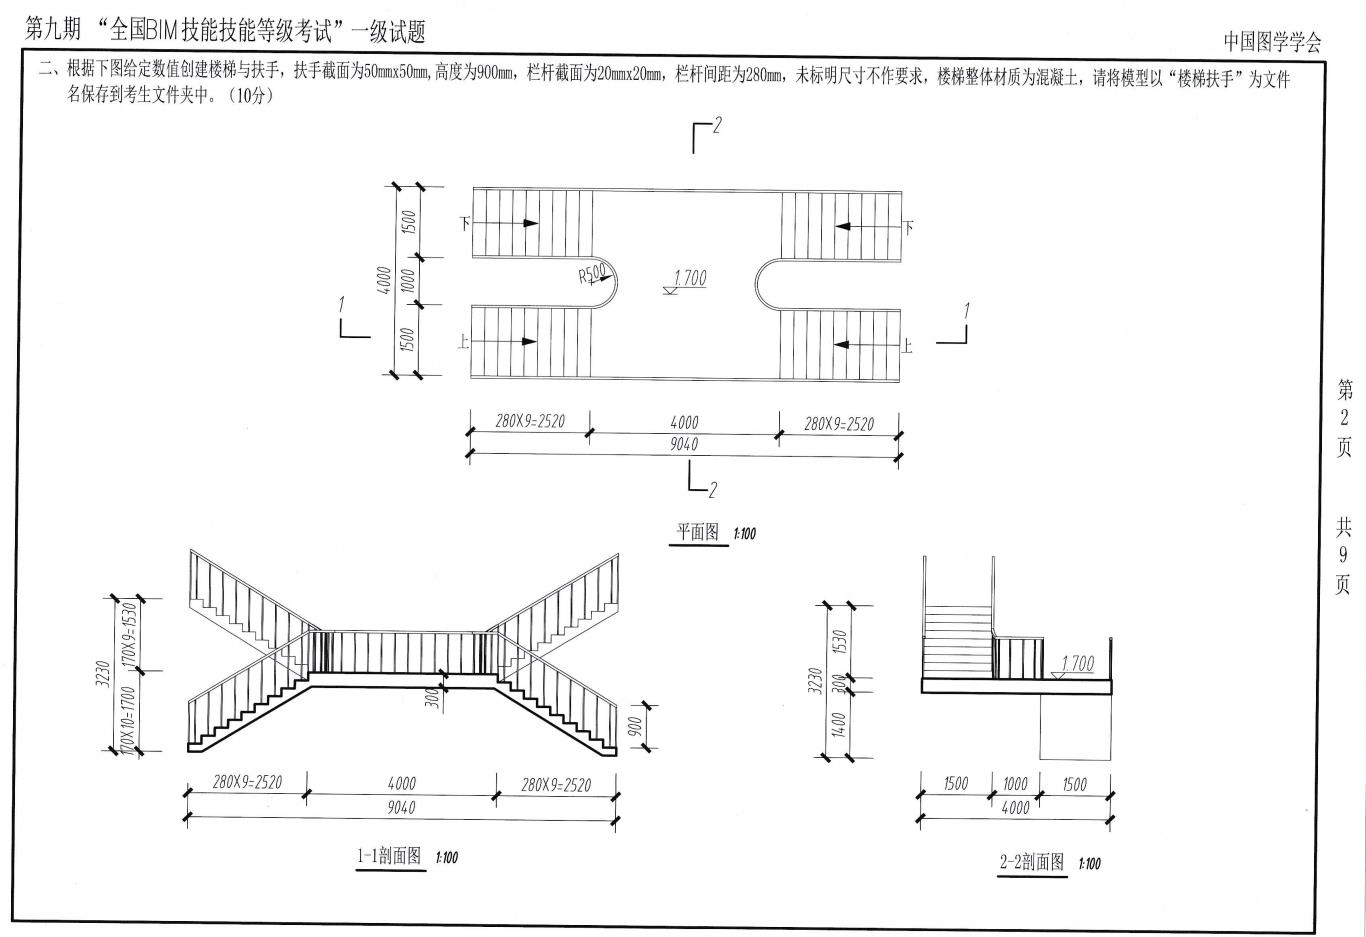 第九期 “全国BIM技能技能等级考试”一级试题
中国图学学会
二、根据下图给定数值创建楼梯与扶手，扶手截面为50mmx50mm,高度为900mm，栏杆截面为20mmx20mm，栏杆间距为280mm，未标明尺寸不作要求，楼梯整体材质为混凝土，请将模型以“楼梯扶手”为文件
名保存到考生文件夹中。（10分）
2
下
下
1500
1000
4000
1500
R500
1.700
1
1
上
上
280X9=2520
4000
280X9=2520
9040
2
平面图 1:100
第2页 共9页
3230
170X9=1530
170X10=1700
300
900
280X9=2520
4000
280X9=2520
9040
1-1剖面图 1:100
3230
1530
300
1400
1.700
1500
1000
1500
4000
2-2剖面图 1:100